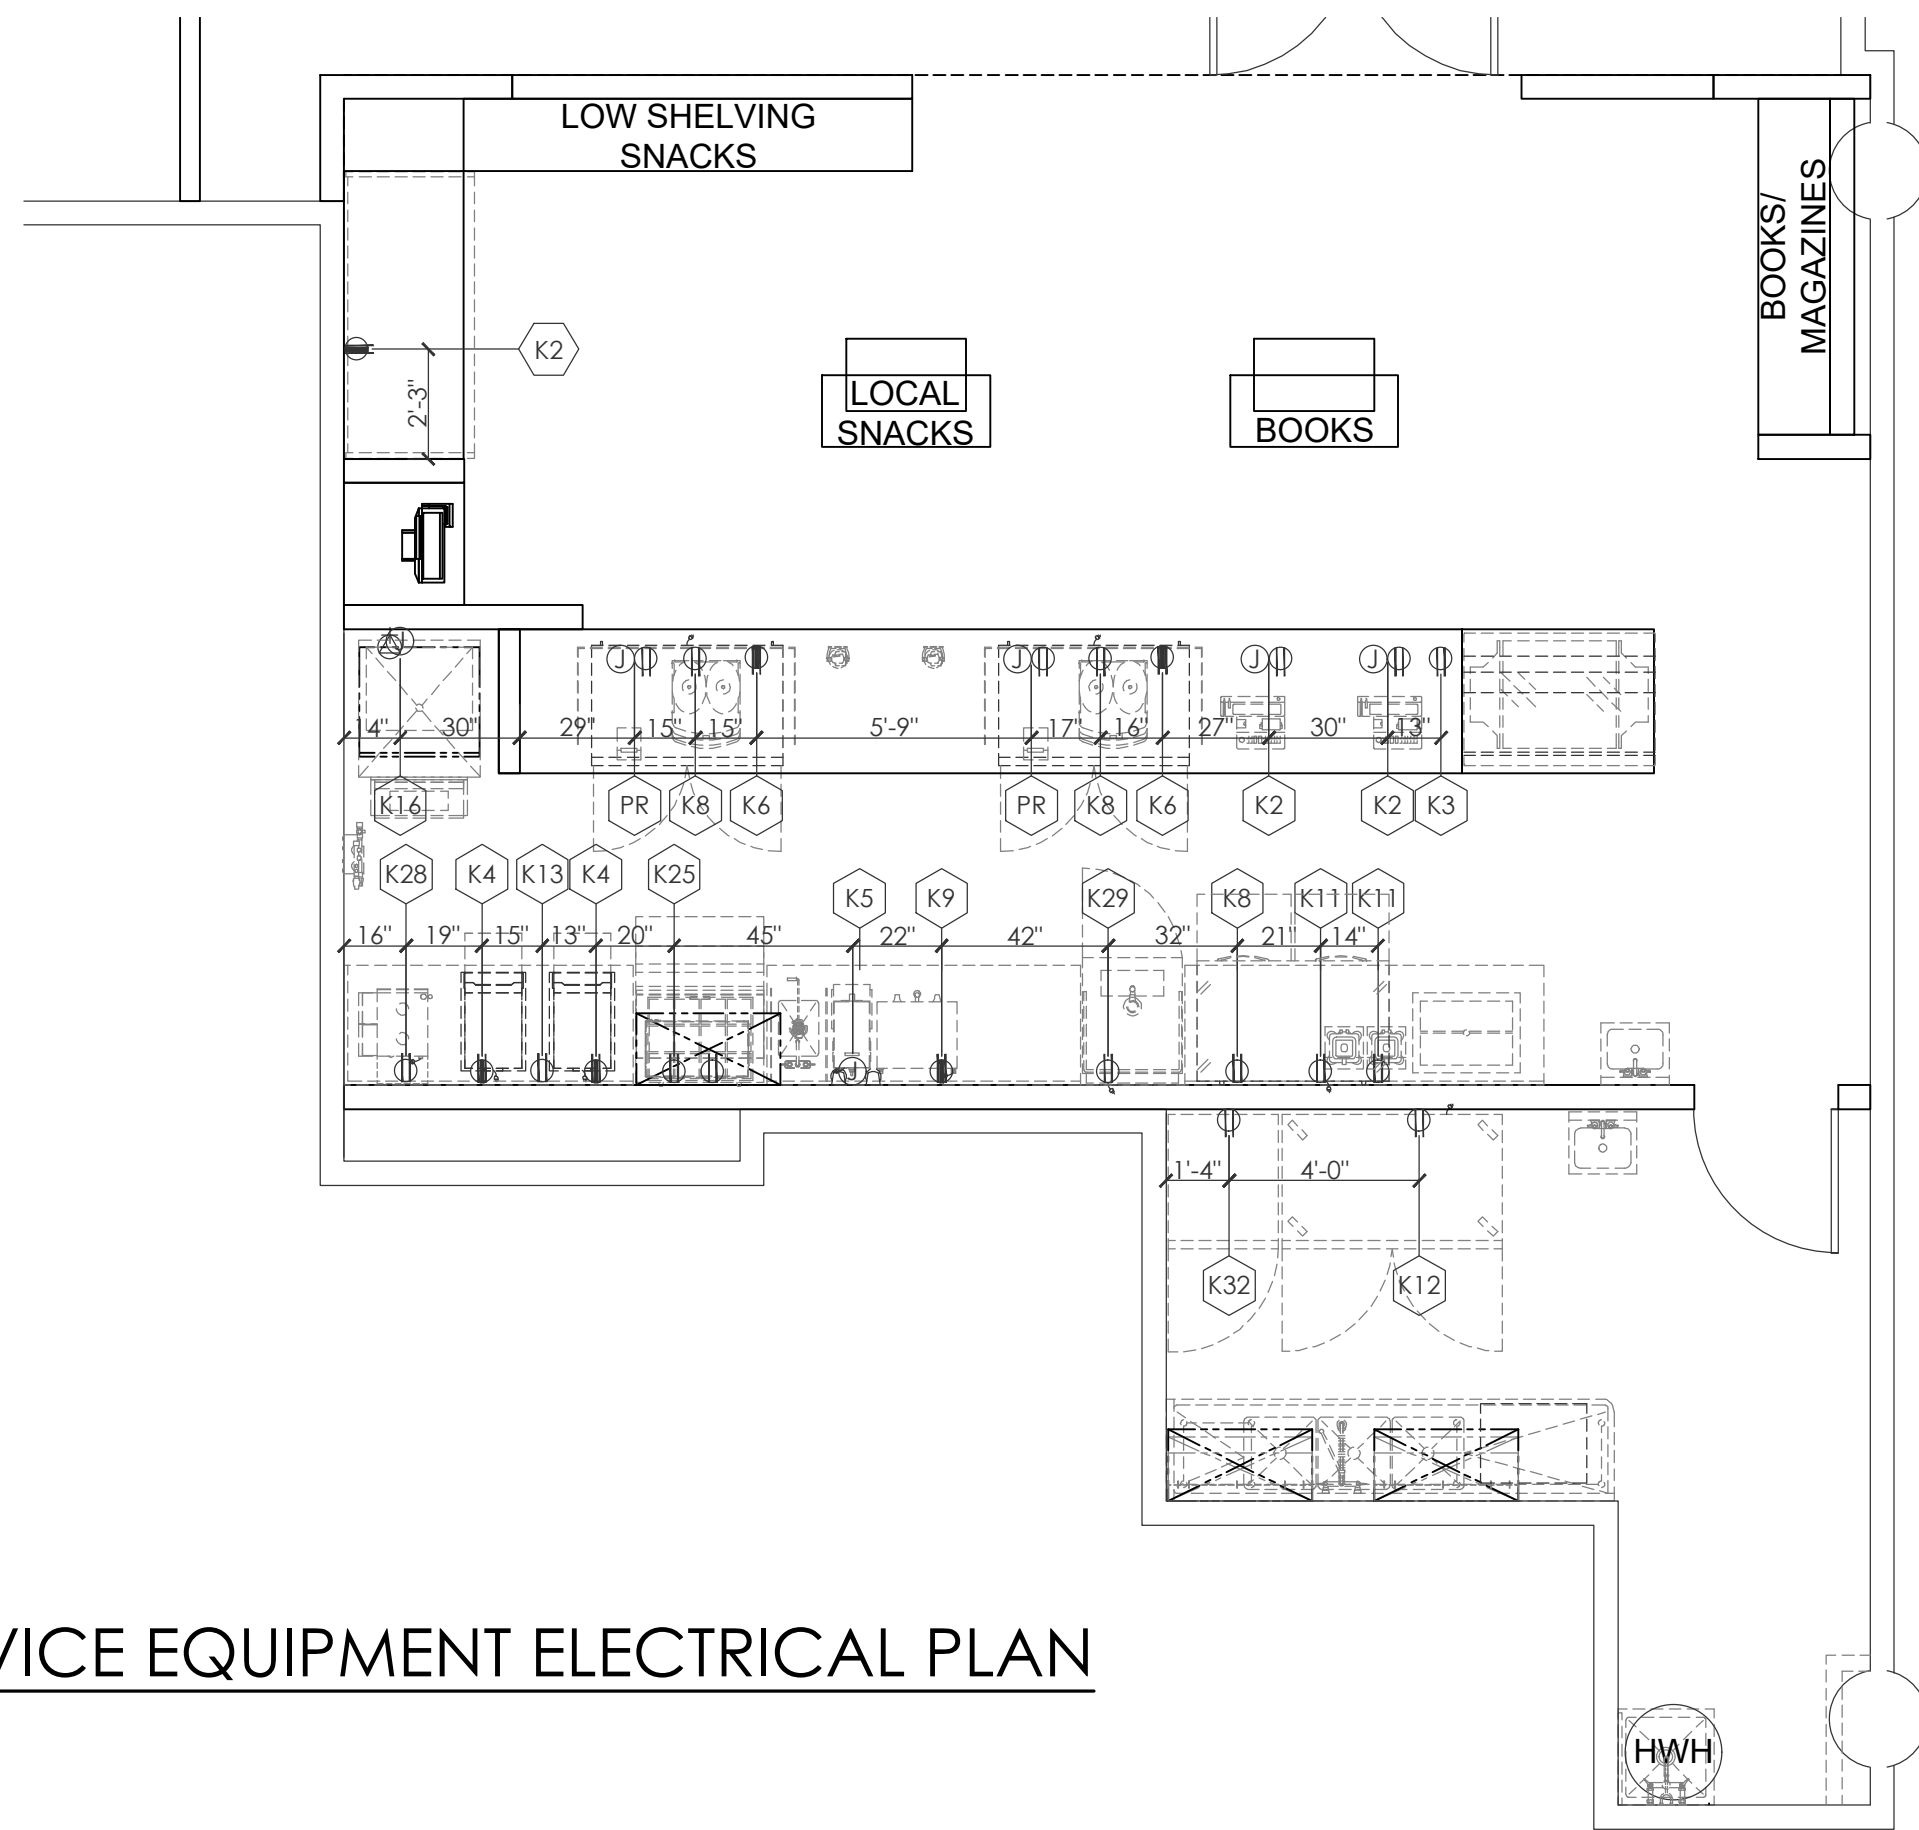 LOW SHELVING
SNACKS
BOOKS/
MAGAZINES
K2
2'-3"
LOCAL
SNACKS
BOOKS
J J J J
14" 30" 29" 15" 15" 5'-9" 17" 16" 27" 30" 13"
K16 PR K8 K6 PR K8 K6 K2 K2 K3
K28 K4 K13 K4 K25 K5 K9 K29 K8 K11 K11
16" 19" 15" 13" 20" 45" 22" 42" 32" 21" 14"
J
1'-4" 4'-0"
K32 K12
VICE EQUIPMENT ELECTRICAL PLAN
HWH